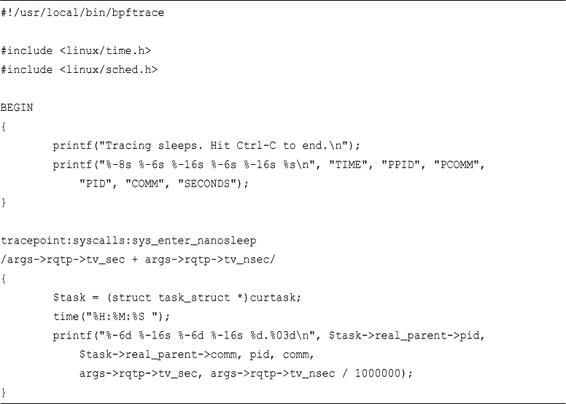 #!/usr/local/bin/bpftrace
#include <linux/time.h>
#include <linux/sched.h>
BEGIN
{
        printf("Tracing sleeps. Hit Ctrl-C to end.\n");
        printf("%-8s %-6s %-16s %-6s %-16s %s\n", "TIME", "PPID", "PCOMM",
            "PID", "COMM", "SECONDS");
}
tracepoint:syscalls:sys_enter_nanosleep
/args->rqtp->tv_sec + args->rqtp->tv_nsec/
{
        $task = (struct task_struct *)curtask;
        time("%H:%M:%S ");
        printf("%-6d %-16s %-6d %-16s %d.%03d\n", $task->real_parent->pid,
            $task->real_parent->comm, pid, comm,
            args->rqtp->tv_sec, args->rqtp->tv_nsec / 1000000);
}